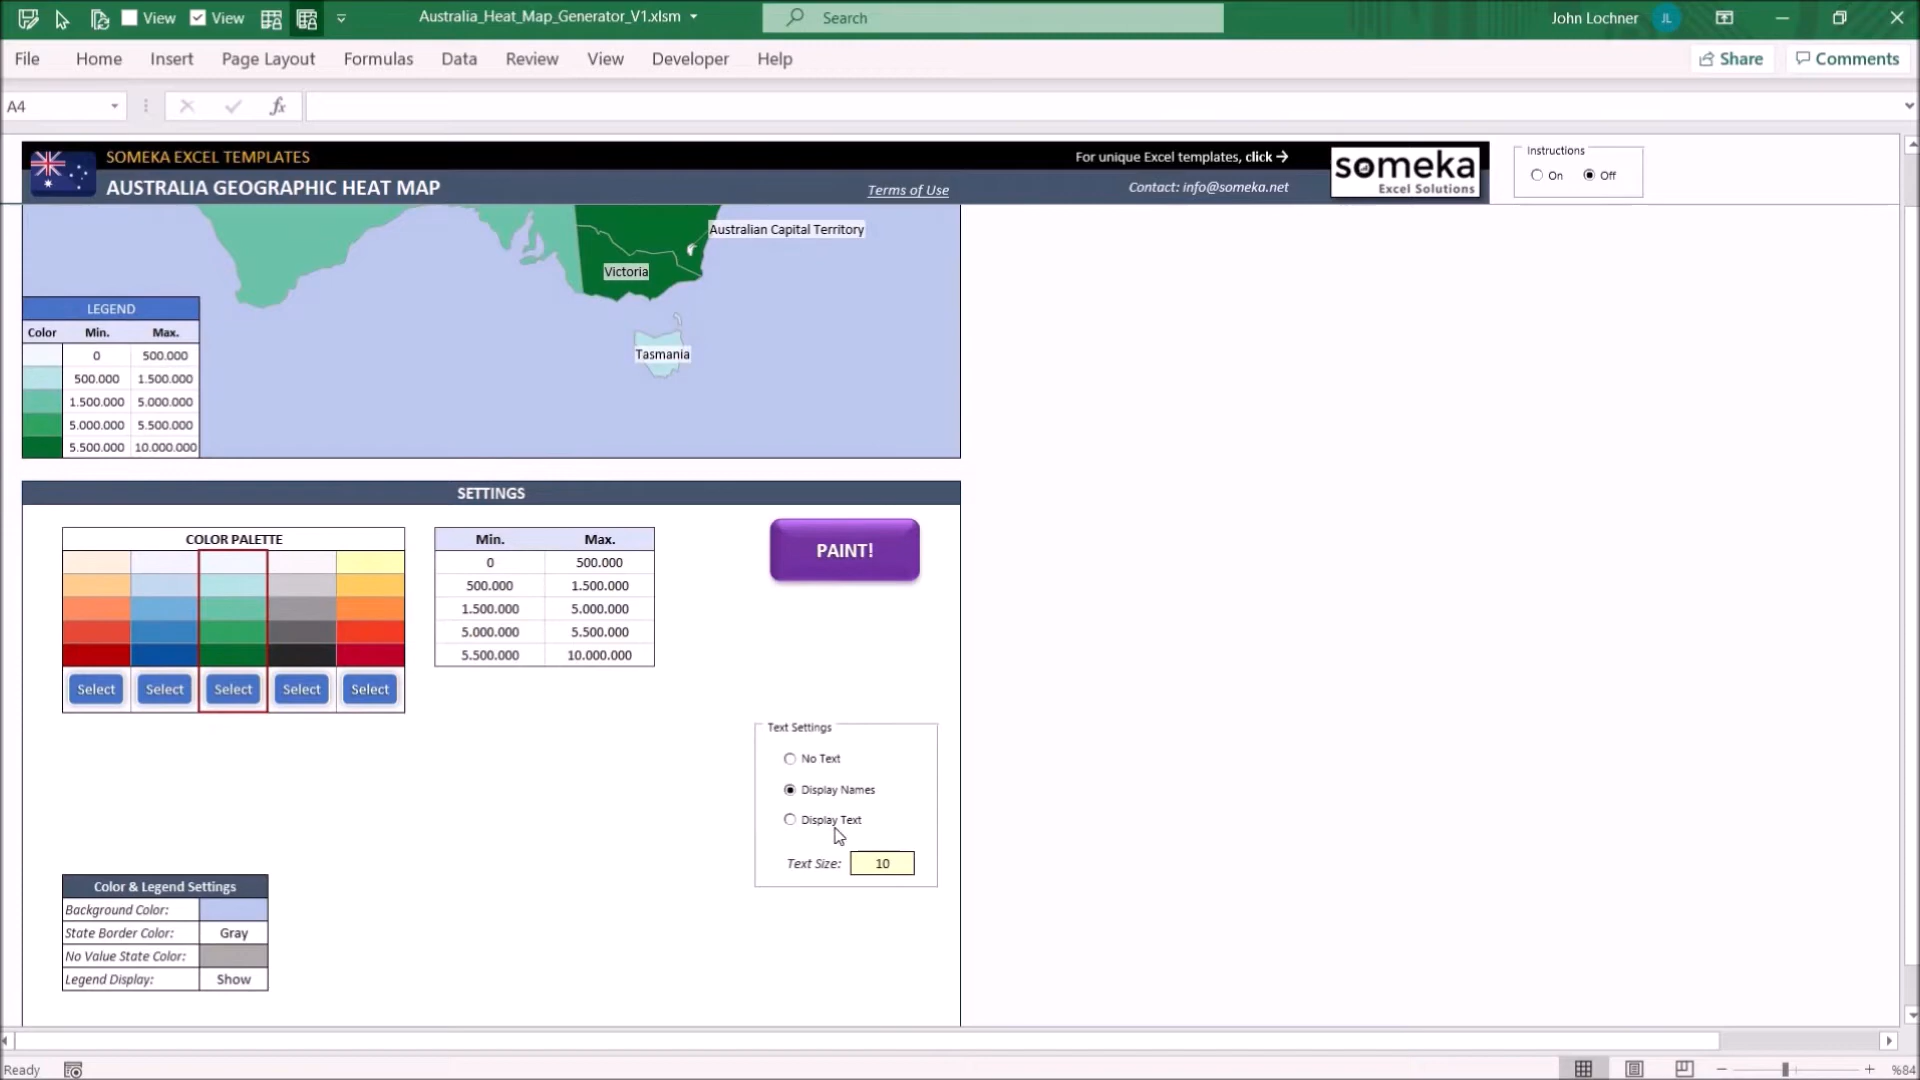 View View Australia_Heat_Map_Generator_V1.xlsm Search John Lochner JL
File Home Insert Page Layout Formulas Data Review View Developer Help Share Comments
A4 fx
SOMEKA EXCEL TEMPLATES For unique Excel templates, click →
AUSTRALIA GEOGRAPHIC HEAT MAP Terms of Use Contact: info@someka.net
someka
Excel Solutions
Instructions
On Off
Australian Capital Territory
Victoria
Tasmania
LEGEND
Color Min. Max.
0 500.000
500.000 1.500.000
1.500.000 5.000.000
5.000.000 5.500.000
5.500.000 10.000.000
SETTINGS
COLOR PALETTE
Select Select Select Select Select
Min. Max.
0 500.000
500.000 1.500.000
1.500.000 5.000.000
5.000.000 5.500.000
5.500.000 10.000.000
PAINT!
Text Settings
No Text
Display Names
Display Text
Text Size: 10
Color & Legend Settings
Background Color:
State Border Color: Gray
No Value State Color:
Legend Display: Show
Ready %84